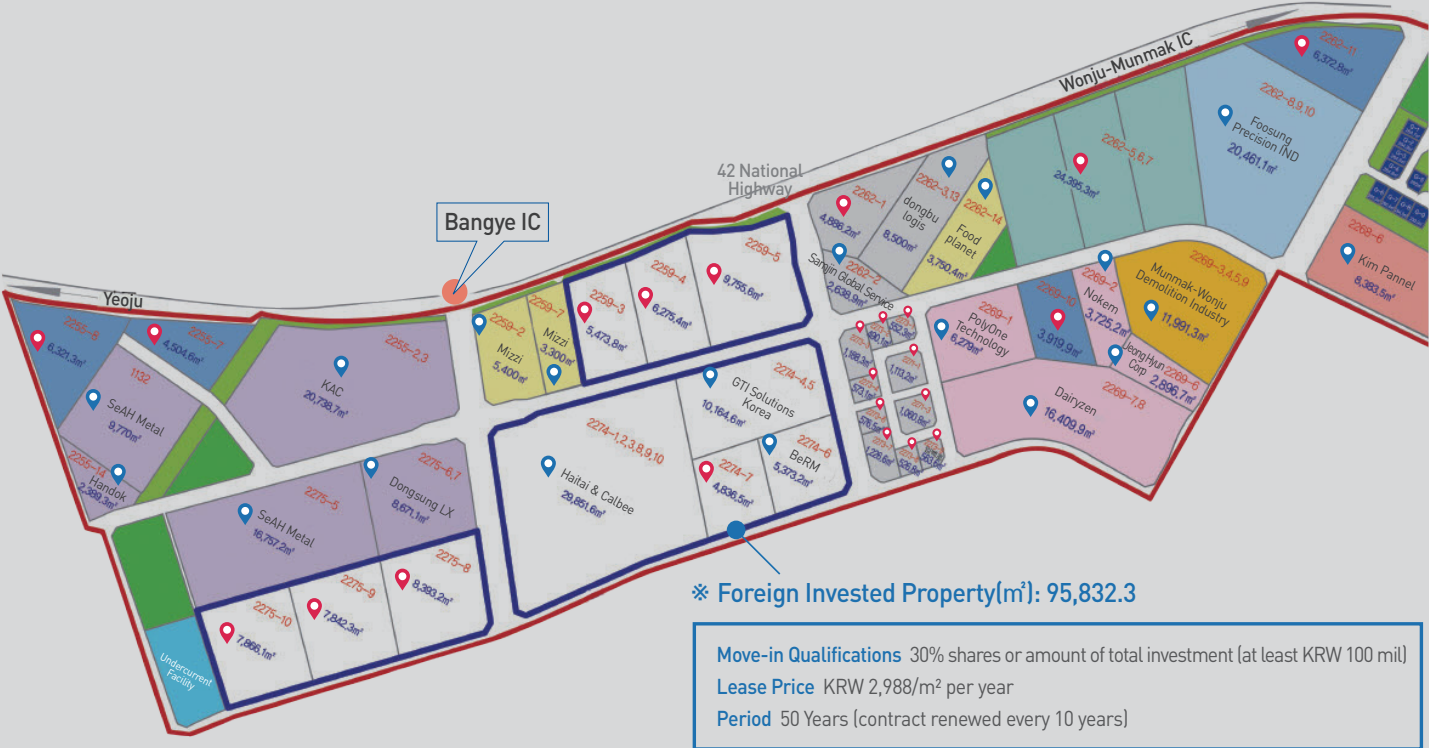 Wonju-Munmak IC
42 National
Highway
Bangye IC
Yeoju
2262-11
6,372.8㎡
2262-8,9,10
Foosung
Precision IND
20,461.1㎡
2262-5,6,7
24,395.3㎡
2262-1
4,886.2㎡
2262-3,13
dongbu
logis
8,500㎡
2262-14
Food
planet
3,750.4㎡
2262-2
Samjin Global Service
2,638.9㎡
2268-6
Kim Pannel
8,383.5㎡
2255-6
6,321.3㎡
2255-7
4,504.6㎡
1132
SeAH Metal
9,770㎡
2255-14
Handok
2,389.3㎡
2255-2,3
KAC
20,738.7㎡
2259-2
Mizzi
5,400㎡
2259-7
Mizzi
3,300㎡
2259-3
5,473.8㎡
2259-4
6,275.4㎡
2259-5
9,755.6㎡
2269-1
PolyOne
Technology
6,279㎡
2269-10
3,919.9㎡
2269-2
Nokem
3,725.2㎡
2269-3,4,5,9
Munmak-Wonju
Demolition Industry
11,991.3㎡
JeongHyun
Corp
2269-6
2,896.7㎡
2269-7,8
Dairyzen
16,409.9㎡
1,113.2㎡
2274-4,5
GTI Solutions
Korea
10,164.6㎡
2274-6
BeRM
5,373.2㎡
2274-7
4,836.5㎡
2274-1,2,3,8,9,10
Haitai & Calbee
29,851.6㎡
2275-6,7
Dongsung LX
8,671.1㎡
2275-5
SeAH Metal
16,757.2㎡
2275-8
8,393.2㎡
2275-9
7,842.3㎡
2275-10
7,866.1㎡
Undercurrent
Facility
※ Foreign Invested Property(㎡): 95,832.3
Move-in Qualifications 30% shares or amount of total investment (at least KRW 100 mil)
Lease Price KRW 2,988/m² per year
Period 50 Years (contract renewed every 10 years)